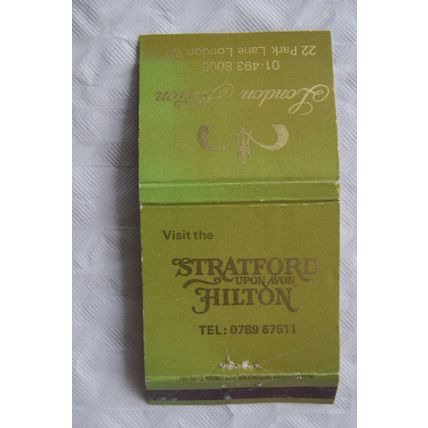 London Hilton
01-493 8000
22 Park Lane London W1
Visit the
STRATFORD
UPON AVON
HILTON
TEL: 0789 67511